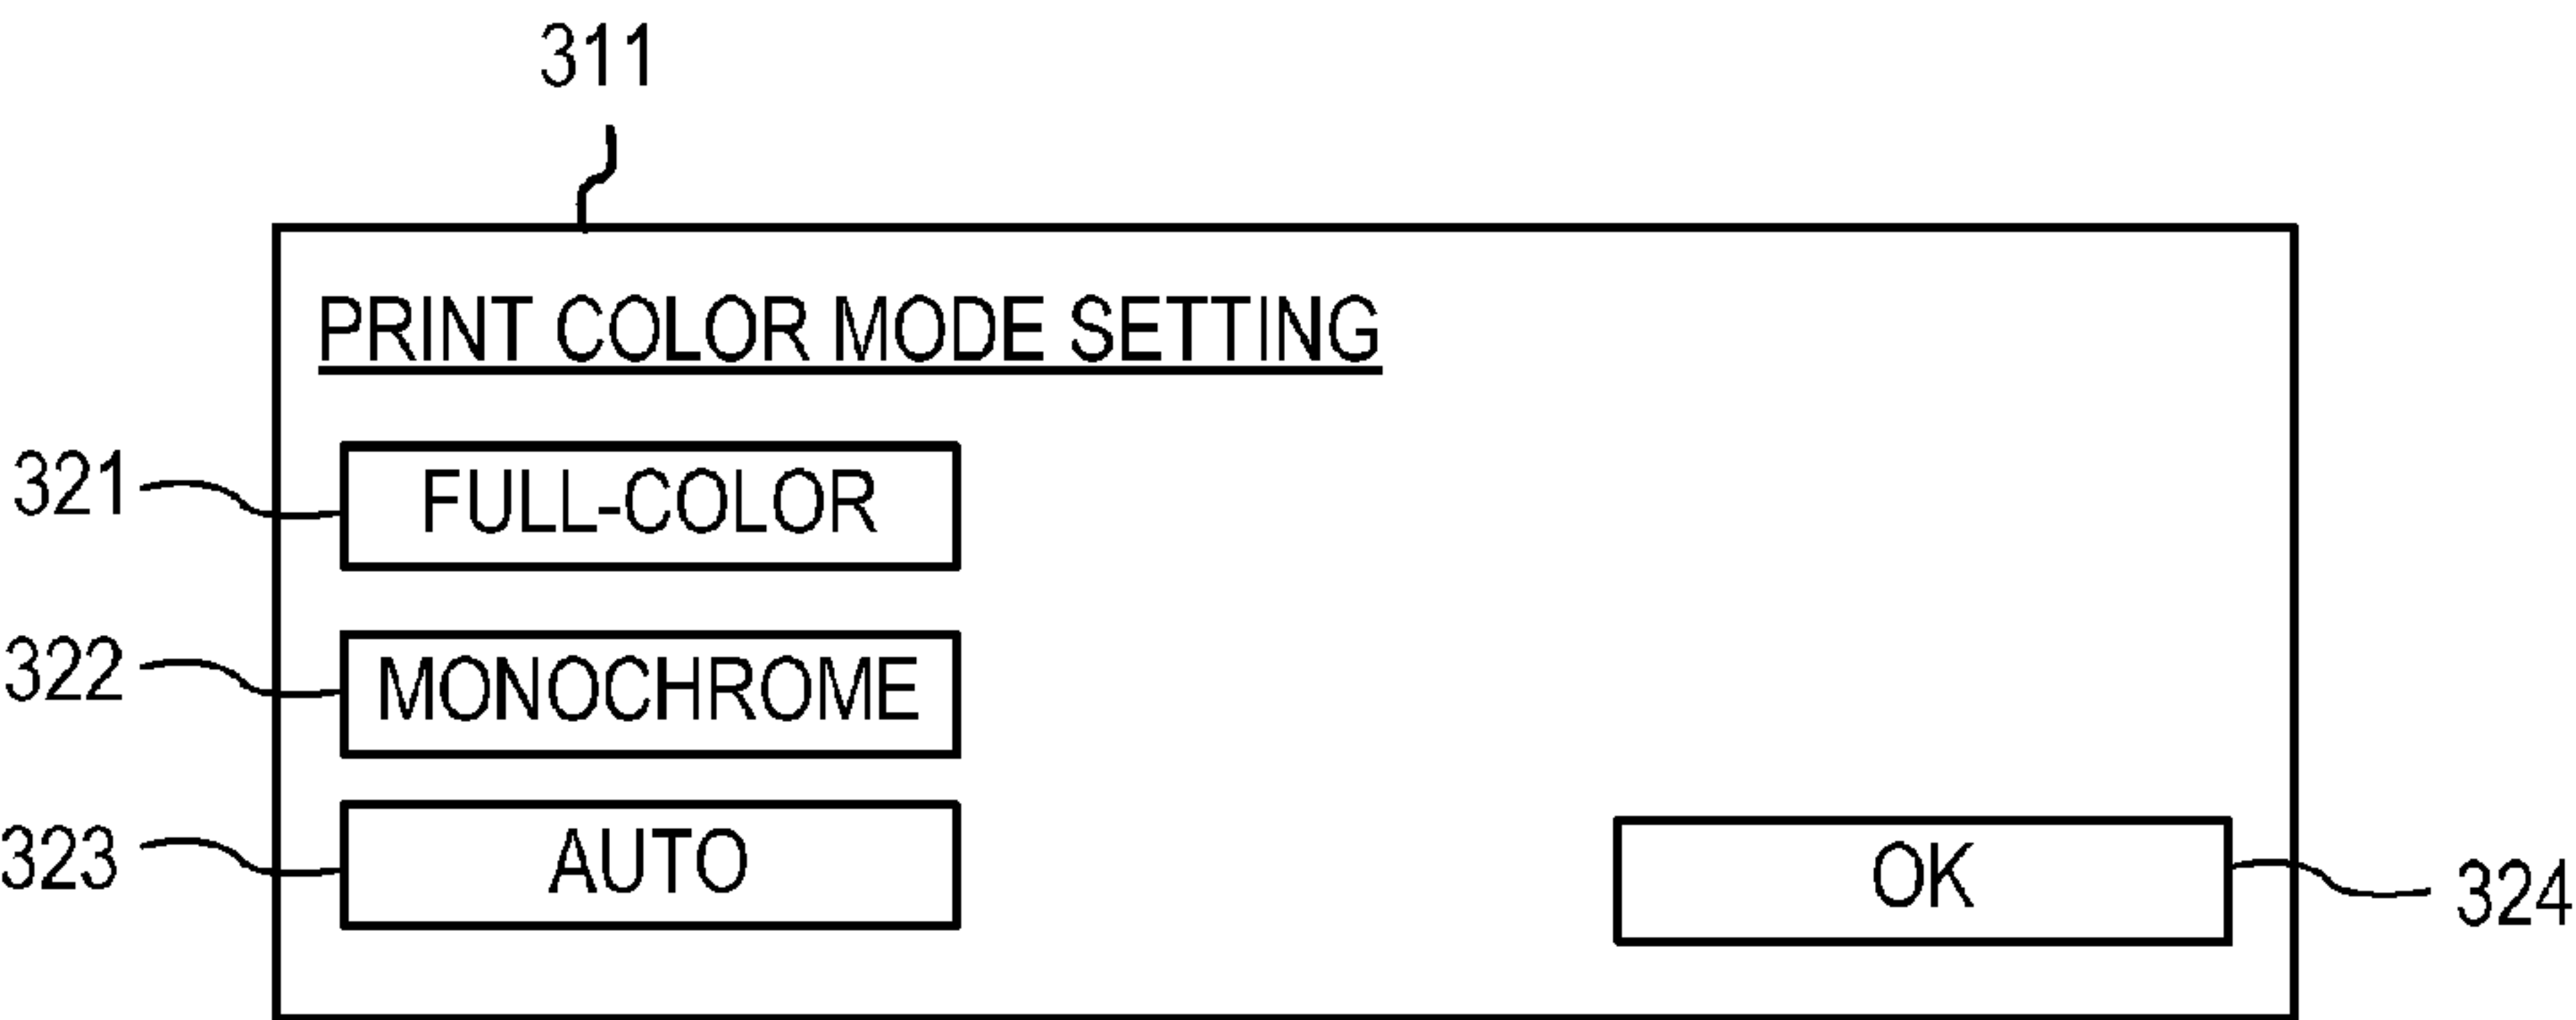 311
PRINT COLOR MODE SETTING
321 FULL-COLOR
322 MONOCHROME
323 AUTO
OK 324